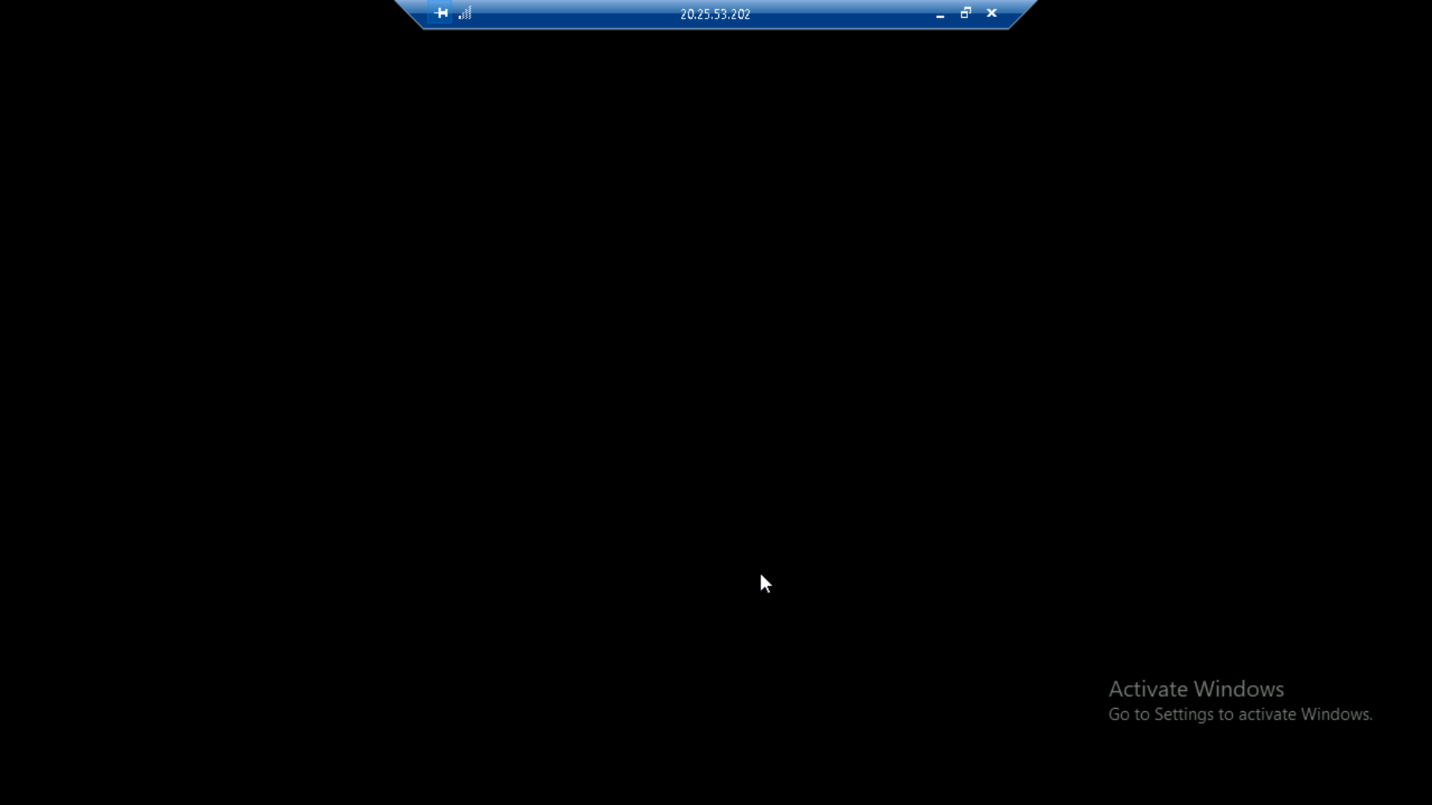 20.25.53.202
Activate Windows
Go to Settings to activate Windows.